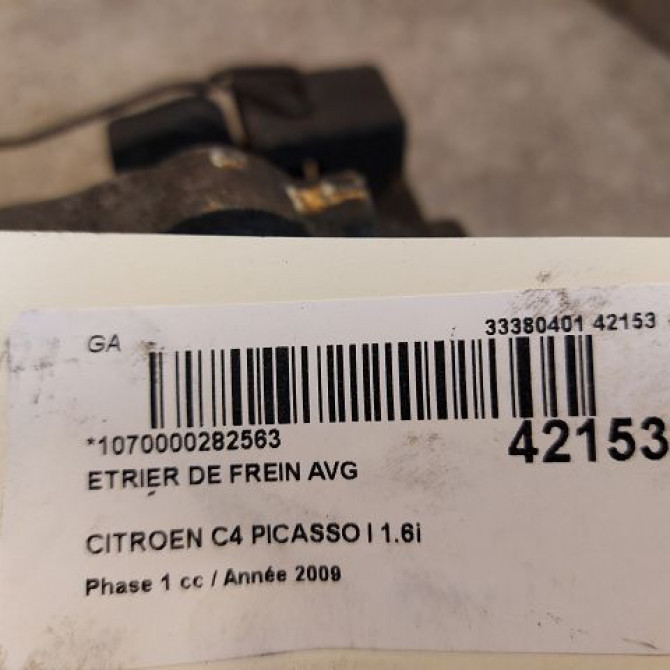 GA
33380401 42153
*1070000282563
42153
ETRIER DE FREIN AVG
CITROEN C4 PICASSO I 1.6i
Phase 1 cc / Année 2009